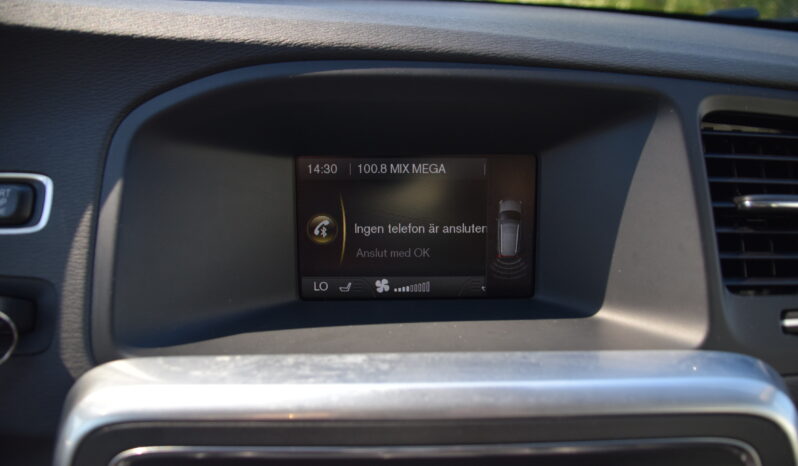 14:30 100.8 MIX MEGA
Ingen telefon är ansluten
Anslut med OK
LO